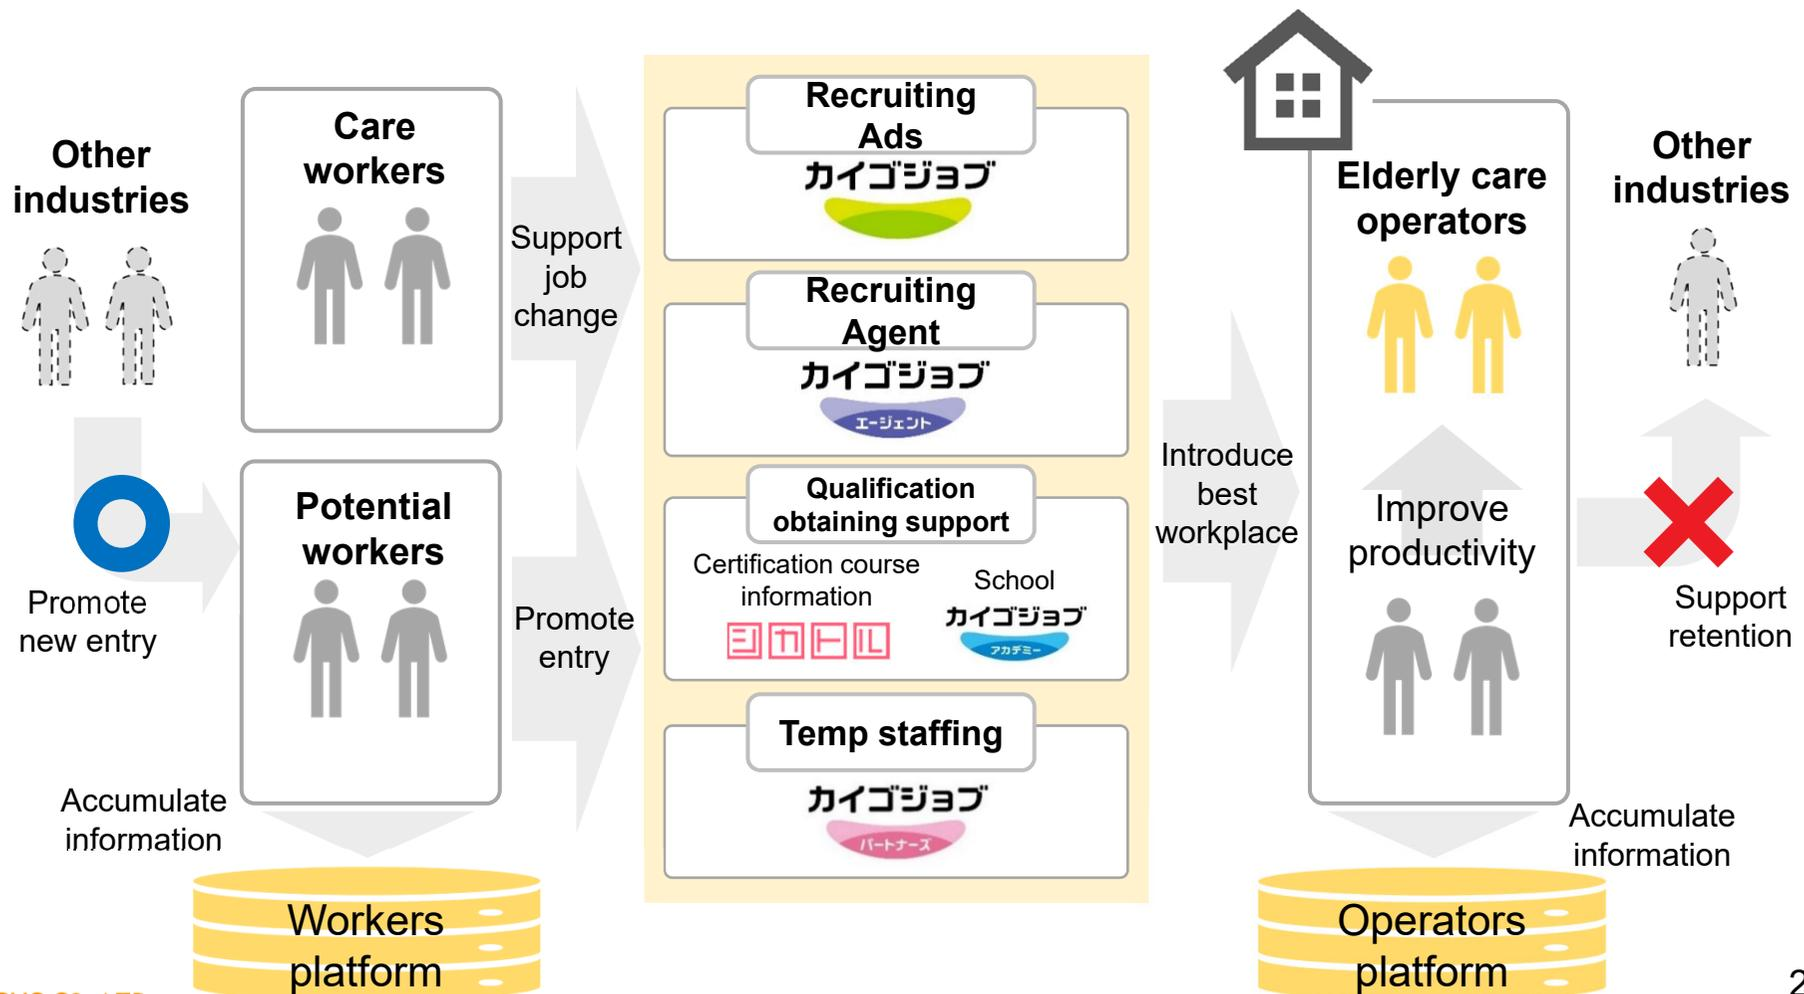 Other
industries
Promote
new entry
Care
workers
Potential
workers
Accumulate
information
Workers
platform
Support
job
change
Promote
entry
Recruiting
Ads
カイゴジョブ
Recruiting
Agent
カイゴジョブ
エージェント
Qualification
obtaining support
Certification course
information
シカトル
School
カイゴジョブ
アカデミー
Temp staffing
カイゴジョブ
パートナーズ
Introduce
best
workplace
Elderly care
operators
Improve
productivity
Accumulate
information
Operators
platform
Other
industries
Support
retention
2